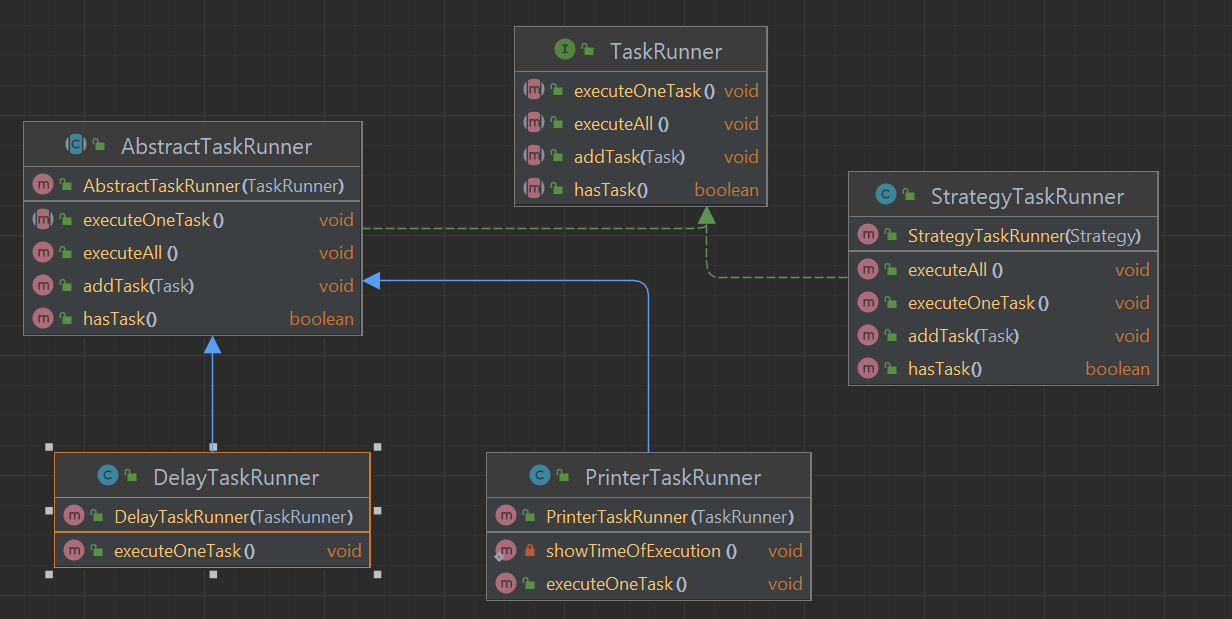 TaskRunner
executeOneTask() void
executeAll () void
addTask(Task) void
hasTask() boolean
AbstractTaskRunner
AbstractTaskRunner(TaskRunner)
executeOneTask() void
executeAll () void
addTask(Task) void
hasTask() boolean
StrategyTaskRunner
StrategyTaskRunner(Strategy)
executeAll () void
executeOneTask() void
addTask(Task) void
hasTask() boolean
DelayTaskRunner
DelayTaskRunner(TaskRunner)
executeOneTask() void
PrinterTaskRunner
PrinterTaskRunner(TaskRunner)
showTimeOfExecution () void
executeOneTask() void